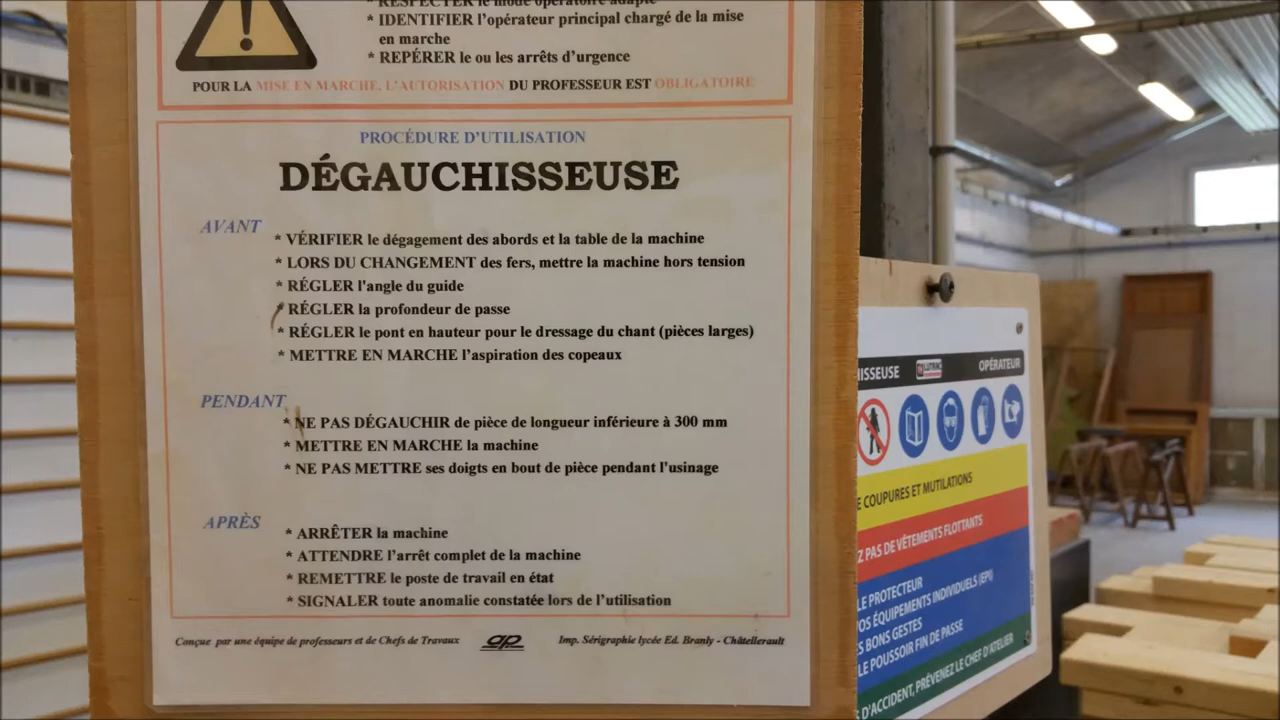 * RESPECTER le mode opératoire adapté
* IDENTIFIER l'opérateur principal chargé de la mise
en marche
* REPÉRER le ou les arrêts d'urgence
POUR LA MISE EN MARCHE, L'AUTORISATION DU PROFESSEUR EST OBLIGATOIRE
PROCÉDURE D'UTILISATION
DÉGAUCHISSEUSE
AVANT
* VÉRIFIER le dégagement des abords et la table de la machine
* LORS DU CHANGEMENT des fers, mettre la machine hors tension
* RÉGLER l'angle du guide
* RÉGLER la profondeur de passe
* RÉGLER le pont en hauteur pour le dressage du chant (pièces larges)
* METTRE EN MARCHE l'aspiration des copeaux
PENDANT
* NE PAS DÉGAUCHIR de pièce de longueur inférieure à 300 mm
* METTRE EN MARCHE la machine
* NE PAS METTRE ses doigts en bout de pièce pendant l'usinage
APRÈS
* ARRÊTER la machine
* ATTENDRE l'arrêt complet de la machine
* REMETTRE le poste de travail en état
* SIGNALER toute anomalie constatée lors de l'utilisation
Conçue par une équipe de professeurs et de Chefs de Travaux
Imp. Sérigraphie lycée Ed. Branly - Châtellerault
ISSEUSE OPÉRATEUR
E COUPURES ET MUTILATIONS
Z PAS DE VÊTEMENTS FLOTTANTS
LE PROTECTEUR
VOS ÉQUIPEMENTS INDIVIDUELS (EPI)
S BONS GESTES
LE POUSSOIR FIN DE PASSE
D'ACCIDENT, PRÉVENEZ LE CHEF D'ATELIER